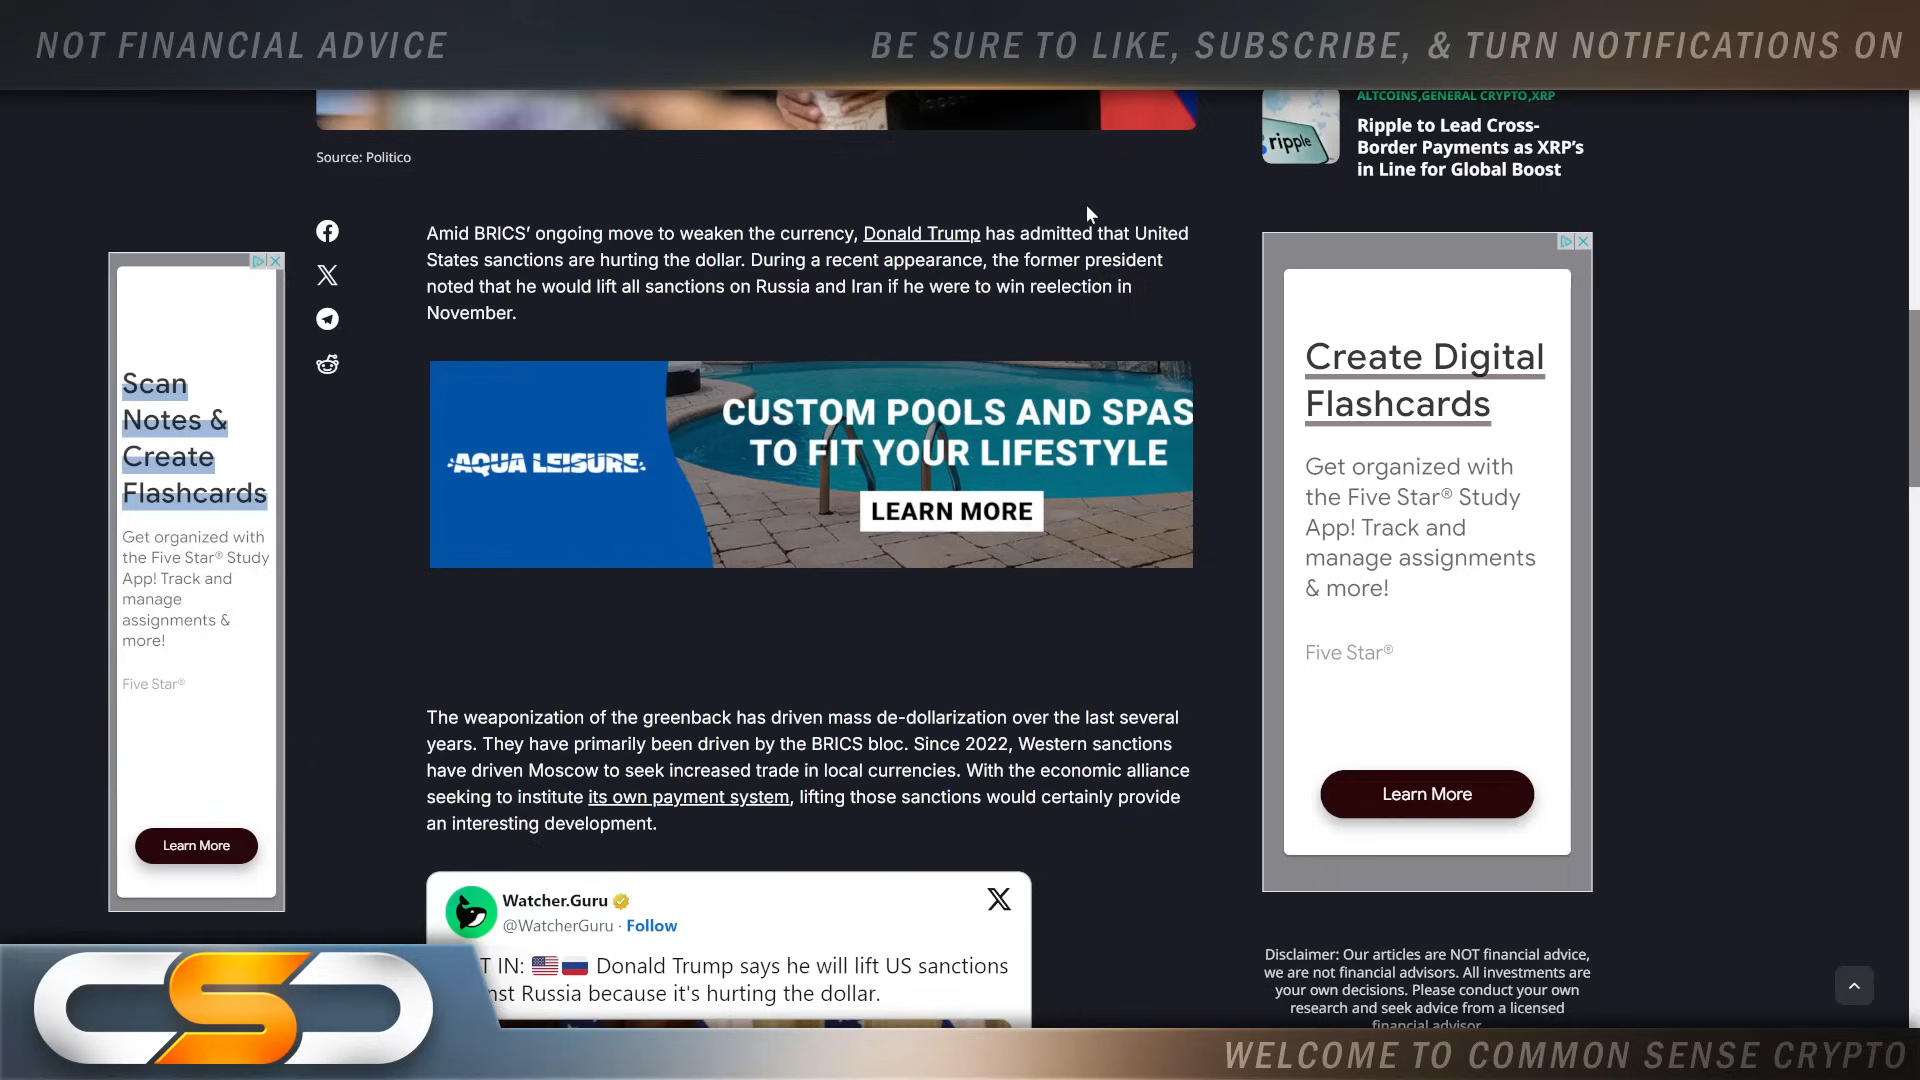 NOT FINANCIAL ADVICE
BE SURE TO LIKE, SUBSCRIBE, & TURN NOTIFICATIONS ON
Source: Politico
Amid BRICS’ ongoing move to weaken the currency, Donald Trump has admitted that United
States sanctions are hurting the dollar. During a recent appearance, the former president
noted that he would lift all sanctions on Russia and Iran if he were to win reelection in
November.
AQUA LEISURE.
CUSTOM POOLS AND SPAS
TO FIT YOUR LIFESTYLE
LEARN MORE
The weaponization of the greenback has driven mass de-dollarization over the last several
years. They have primarily been driven by the BRICS bloc. Since 2022, Western sanctions
have driven Moscow to seek increased trade in local currencies. With the economic alliance
seeking to institute its own payment system, lifting those sanctions would certainly provide
an interesting development.
Watcher.Guru
@WatcherGuru · Follow
T IN: 🇺🇸🇷🇺 Donald Trump says he will lift US sanctions
nst Russia because it's hurting the dollar.
Scan
Notes &
Create
Flashcards
Get organized with
the Five Star® Study
App! Track and
manage
assignments &
more!
Five Star®
Learn More
ALTCOINS,GENERAL CRYPTO,XRP
ripple
Ripple to Lead Cross-
Border Payments as XRP’s
in Line for Global Boost
Create Digital
Flashcards
Get organized with
the Five Star® Study
App! Track and
manage assignments
& more!
Five Star®
Learn More
Disclaimer: Our articles are NOT financial advice,
we are not financial advisors. All investments are
your own decisions. Please conduct your own
research and seek advice from a licensed
financial advisor.
CSC
WELCOME TO COMMON SENSE CRYPTO